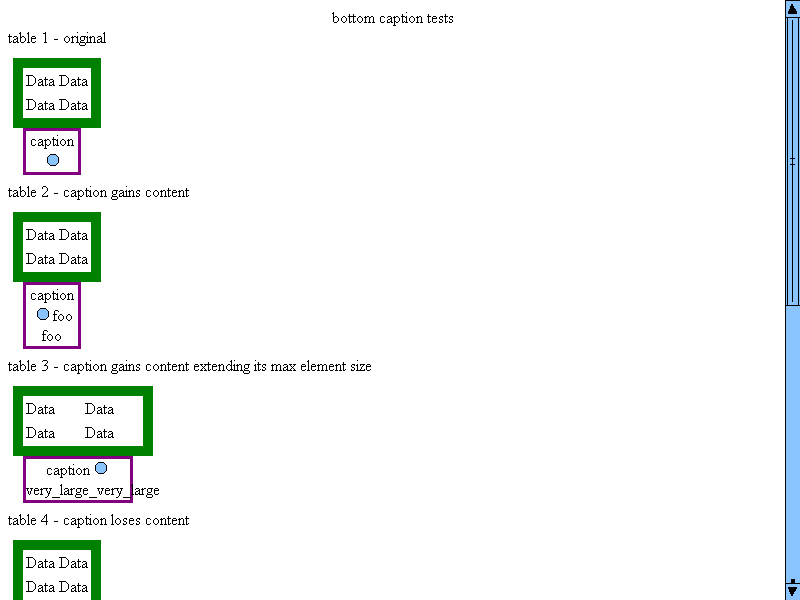 bottom caption tests
table 1 - original
Data Data
Data Data
caption
table 2 - caption gains content
Data Data
Data Data
caption
foo
foo
table 3 - caption gains content extending its max element size
Data Data
Data Data
caption
very_large_very_large
table 4 - caption loses content
Data Data
Data Data